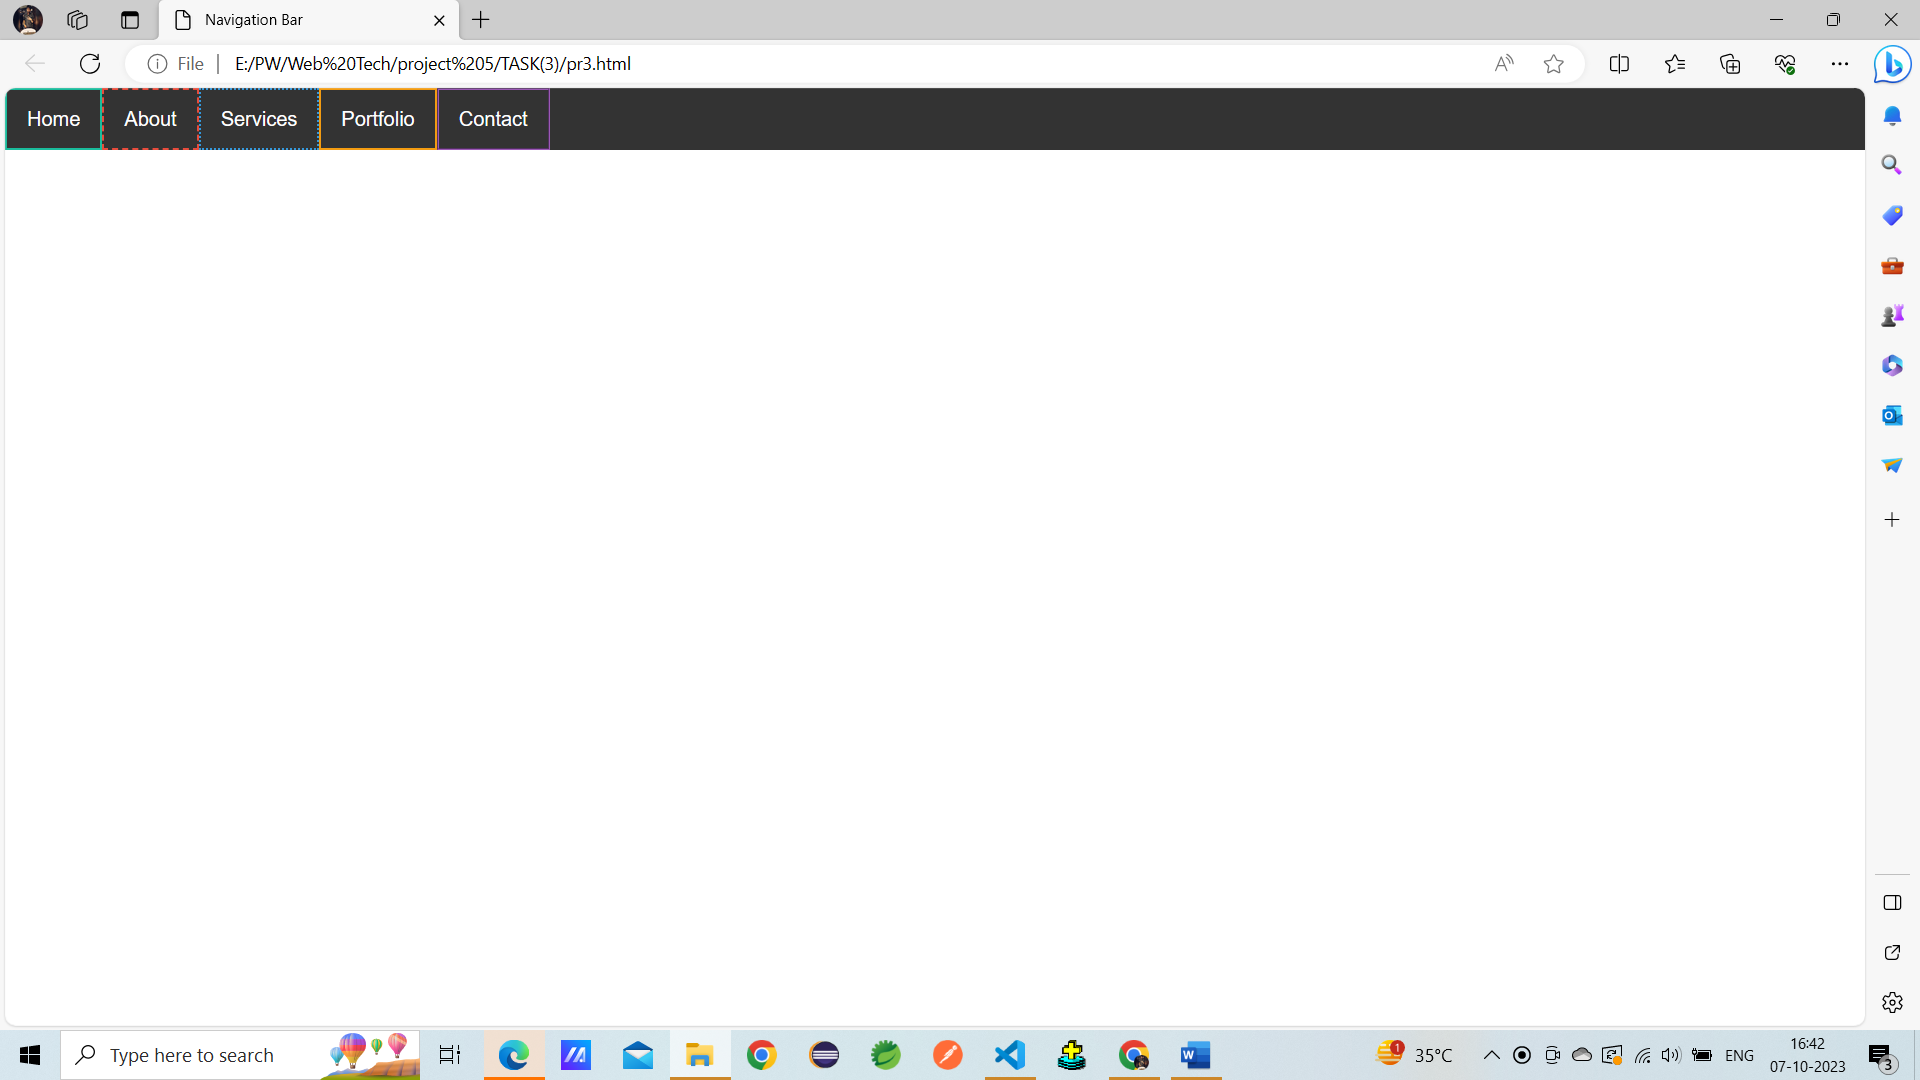 Navigation Bar
File
E:/PW/Web%20Tech/project%205/TASK(3)/pr3.html
Home About Services Portfolio Contact
Type here to search
1
35°C
ENG
16:42
07-10-2023
3